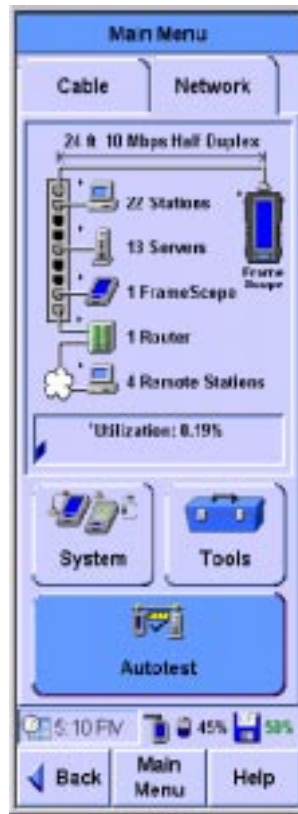 Main Menu
Cable
Network
24 ft 10 Mbps Half Duplex
22 Stations
13 Servers
1 FrameScope
Frame
Scope
1 Router
4 Remote Stations
Utilization: 0.19%
System
Tools
Autotest
5:10 PM
45%
50%
Back
Main
Menu
Help